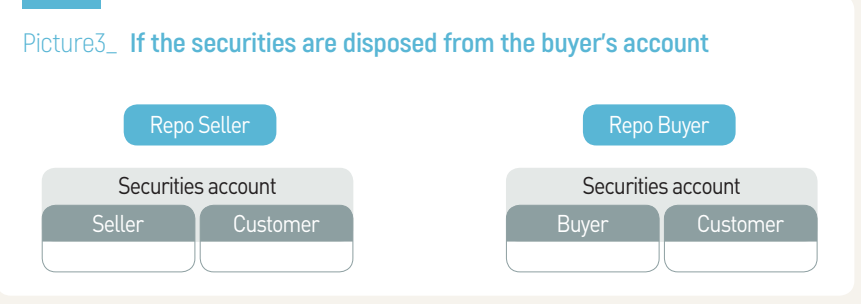 Picture3_ If the securities are disposed from the buyer's account
Repo Seller
Repo Buyer
Securities account
Securities account
Seller
Customer
Buyer
Customer